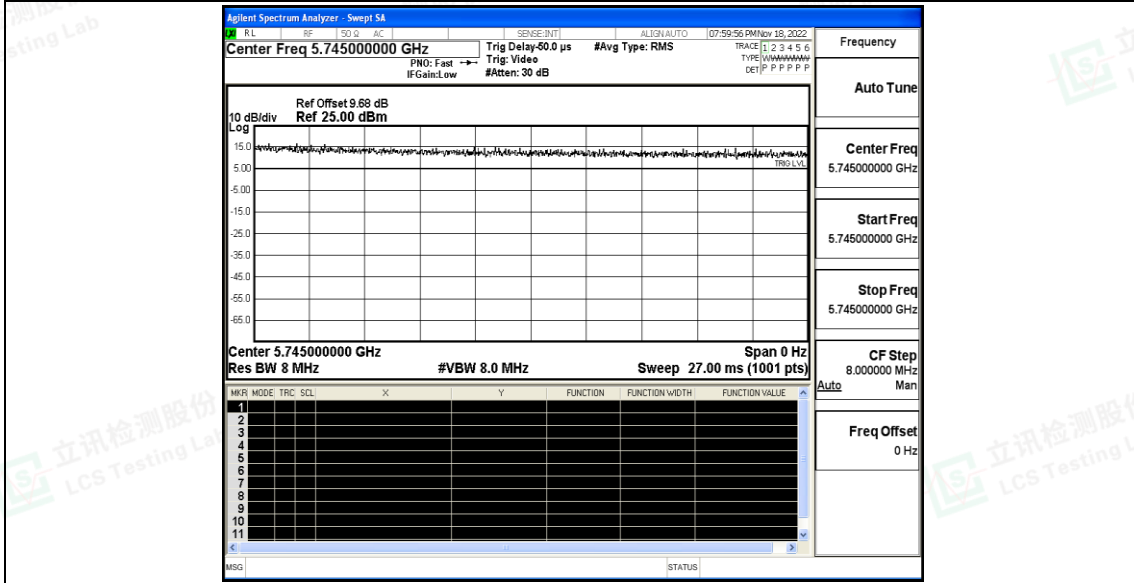 Agilent Spectrum Analyzer - Swept SA
RL RF 50 Ω AC SENSE:INT ALIGN AUTO 07:59:56 PM Nov 18, 2022
Center Freq 5.745000000 GHz
PNO: Fast
IFGain:Low
Trig Delay-50.0 µs
Trig: Video
#Atten: 30 dB
#Avg Type: RMS
TRACE 1 2 3 4 5 6
TYPE WWWWWW
DET P P P P P P
Ref Offset 9.68 dB
10 dB/div Ref 25.00 dBm
Log
15.0
5.00
-5.00
-15.0
-25.0
-35.0
-45.0
-55.0
-65.0
TRIG LVL
Center 5.745000000 GHz Span 0 Hz
Res BW 8 MHz #VBW 8.0 MHz Sweep 27.00 ms (1001 pts)
MKR MODE TRC SCL X Y FUNCTION FUNCTION WIDTH FUNCTION VALUE
1
2
3
4
5
6
7
8
9
10
11
MSG STATUS
Frequency
Auto Tune
Center Freq
5.745000000 GHz
Start Freq
5.745000000 GHz
Stop Freq
5.745000000 GHz
CF Step
8.000000 MHz
Auto Man
Freq Offset
0 Hz
立讯检测股份
LCS Testing Lab
立讯检测股份
LCS Testing L
sting Lab